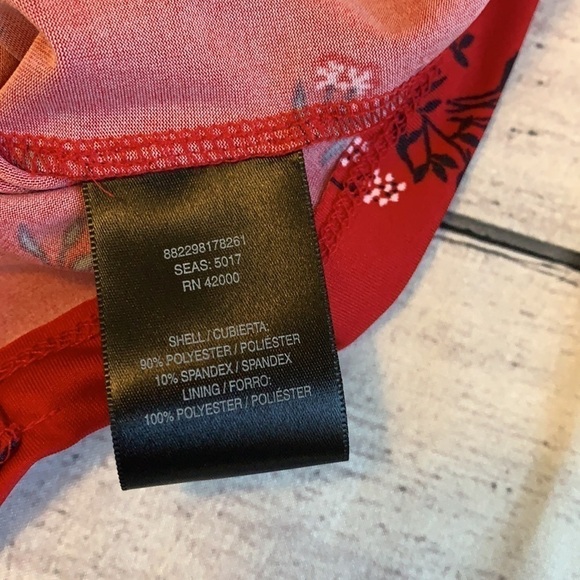 882298178261
SEAS: 5017
RN 42000
SHELL / CUBIERTA:
90% POLYESTER / POLIÉSTER
10% SPANDEX / SPANDEX
LINING / FORRO:
100% POLYESTER / POLIÉSTER